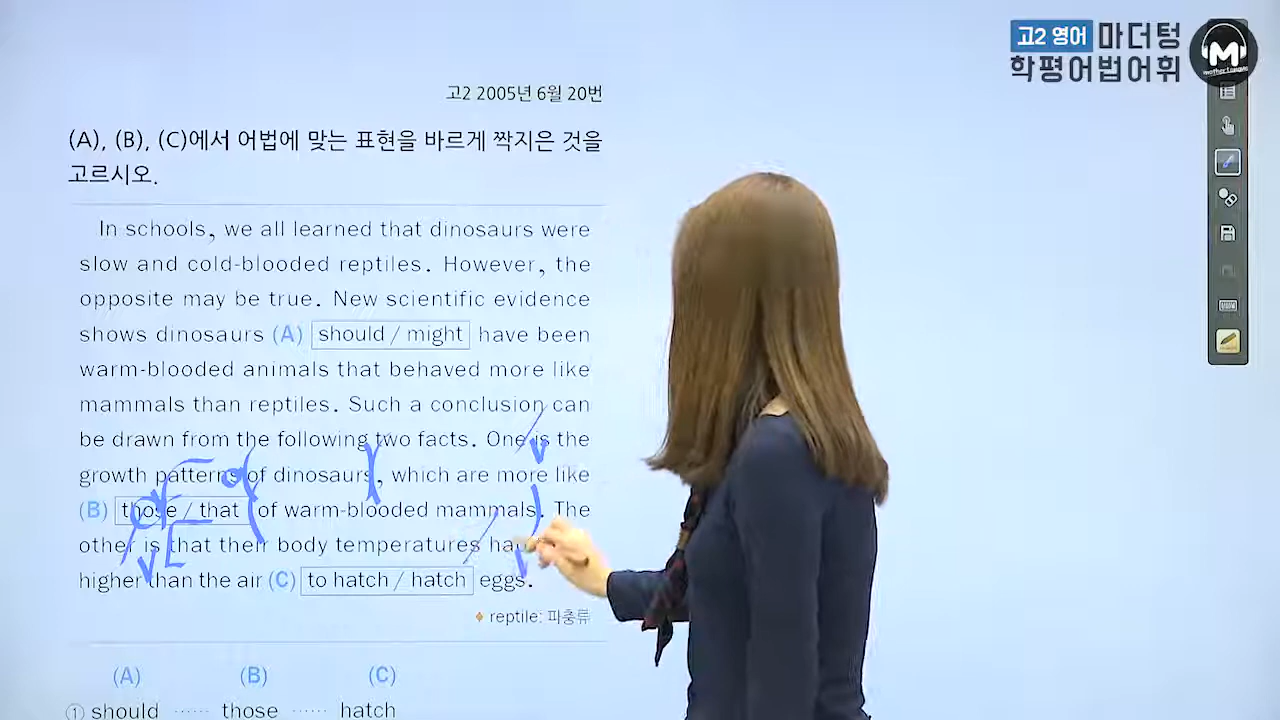 고2 영어 마더텅
학평어법어휘
M
mother tongue
고2 2005년 6월 20번
(A), (B), (C)에서 어법에 맞는 표현을 바르게 짝지은 것을
고르시오.
In schools, we all learned that dinosaurs were
slow and cold-blooded reptiles. However, the
opposite may be true. New scientific evidence
shows dinosaurs (A) should / might have been
warm-blooded animals that behaved more like
mammals than reptiles. Such a conclusion can
be drawn from the following two facts. One is the
growth patterns of dinosaurs, which are more like
(B) those / that of warm-blooded mammals. The
other is that their body temperatures ha
higher than the air (C) to hatch / hatch eggs.
◆ reptile: 파충류
(A) (B) (C)
① should …… those …… hatch